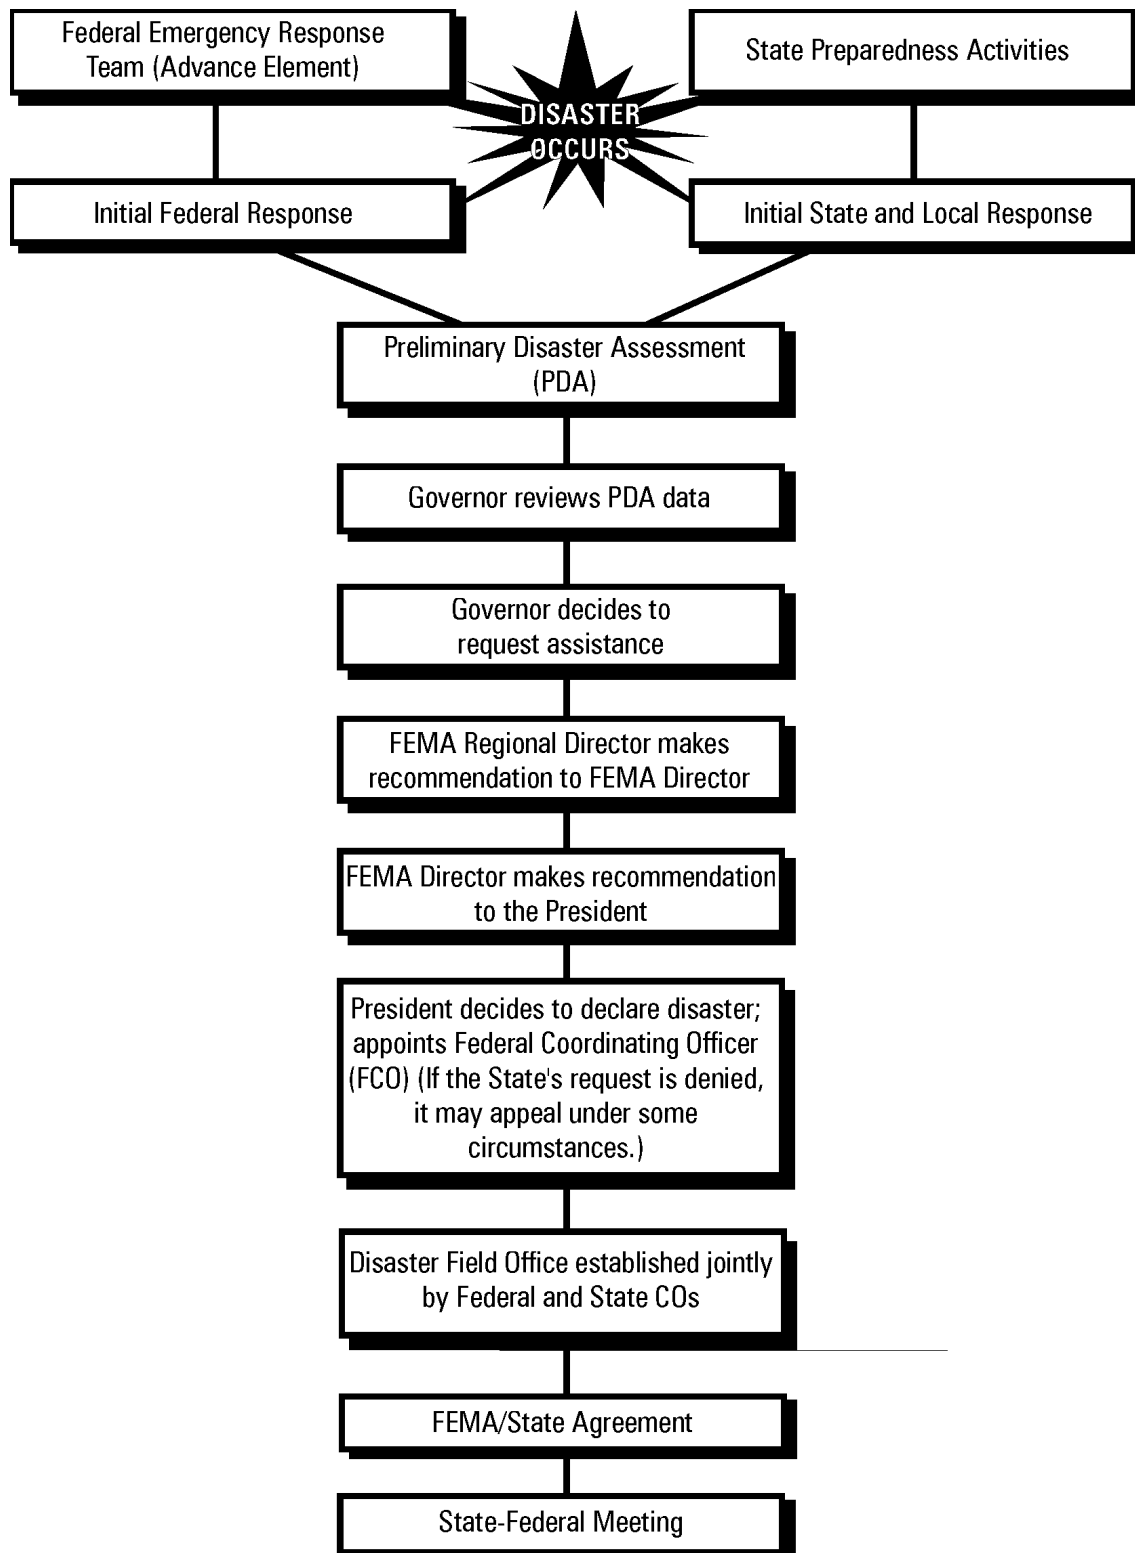 Federal Emergency Response
Team (Advance Element)
DISASTER
OCCURS
State Preparedness Activities
Initial Federal Response
Initial State and Local Response
Preliminary Disaster Assessment
(PDA)
Governor reviews PDA data
Governor decides to
request assistance
FEMA Regional Director makes
recommendation to FEMA Director
FEMA Director makes recommendation
to the President
President decides to declare disaster;
appoints Federal Coordinating Officer
(FCO) (If the State's request is denied,
it may appeal under some
circumstances.)
Disaster Field Office established jointly
by Federal and State COs
FEMA/State Agreement
State-Federal Meeting